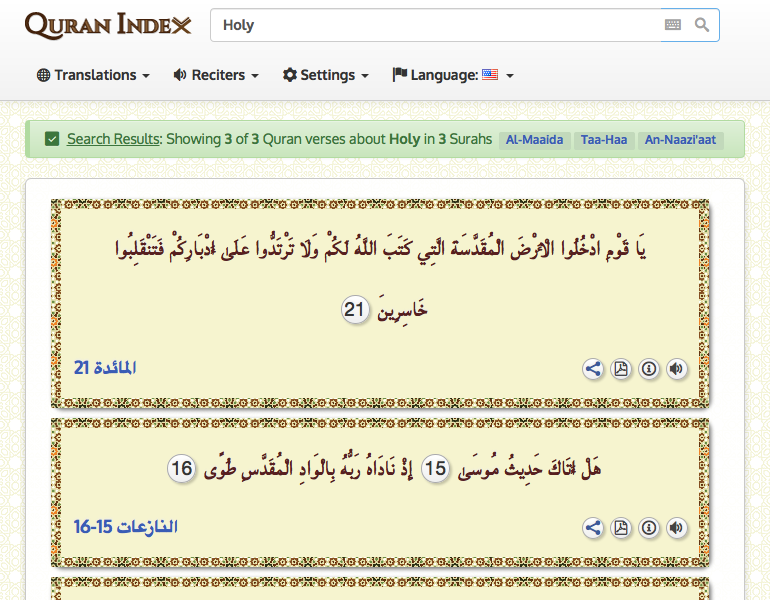 QURAN INDEX
Holy
Translations Reciters Settings Language:
Search Results: Showing 3 of 3 Quran verses about Holy in 3 Surahs Al-Maaida Taa-Haa An-Naazi'aat
يَا قَوْمِ ادْخُلُوا الْأَرْضَ الْمُقَدَّسَةَ الَّتِي كَتَبَ اللَّهُ لَكُمْ وَلَا تَرْتَدُّوا عَلَىٰ أَدْبَارِكُمْ فَتَنْقَلِبُوا
خَاسِرِينَ 21
المائدة 21
هَلْ أَتَاكَ حَدِيثُ مُوسَىٰ 15 إِذْ نَادَاهُ رَبُّهُ بِالْوَادِ الْمُقَدَّسِ طُوًى 16
النازعات 15-16